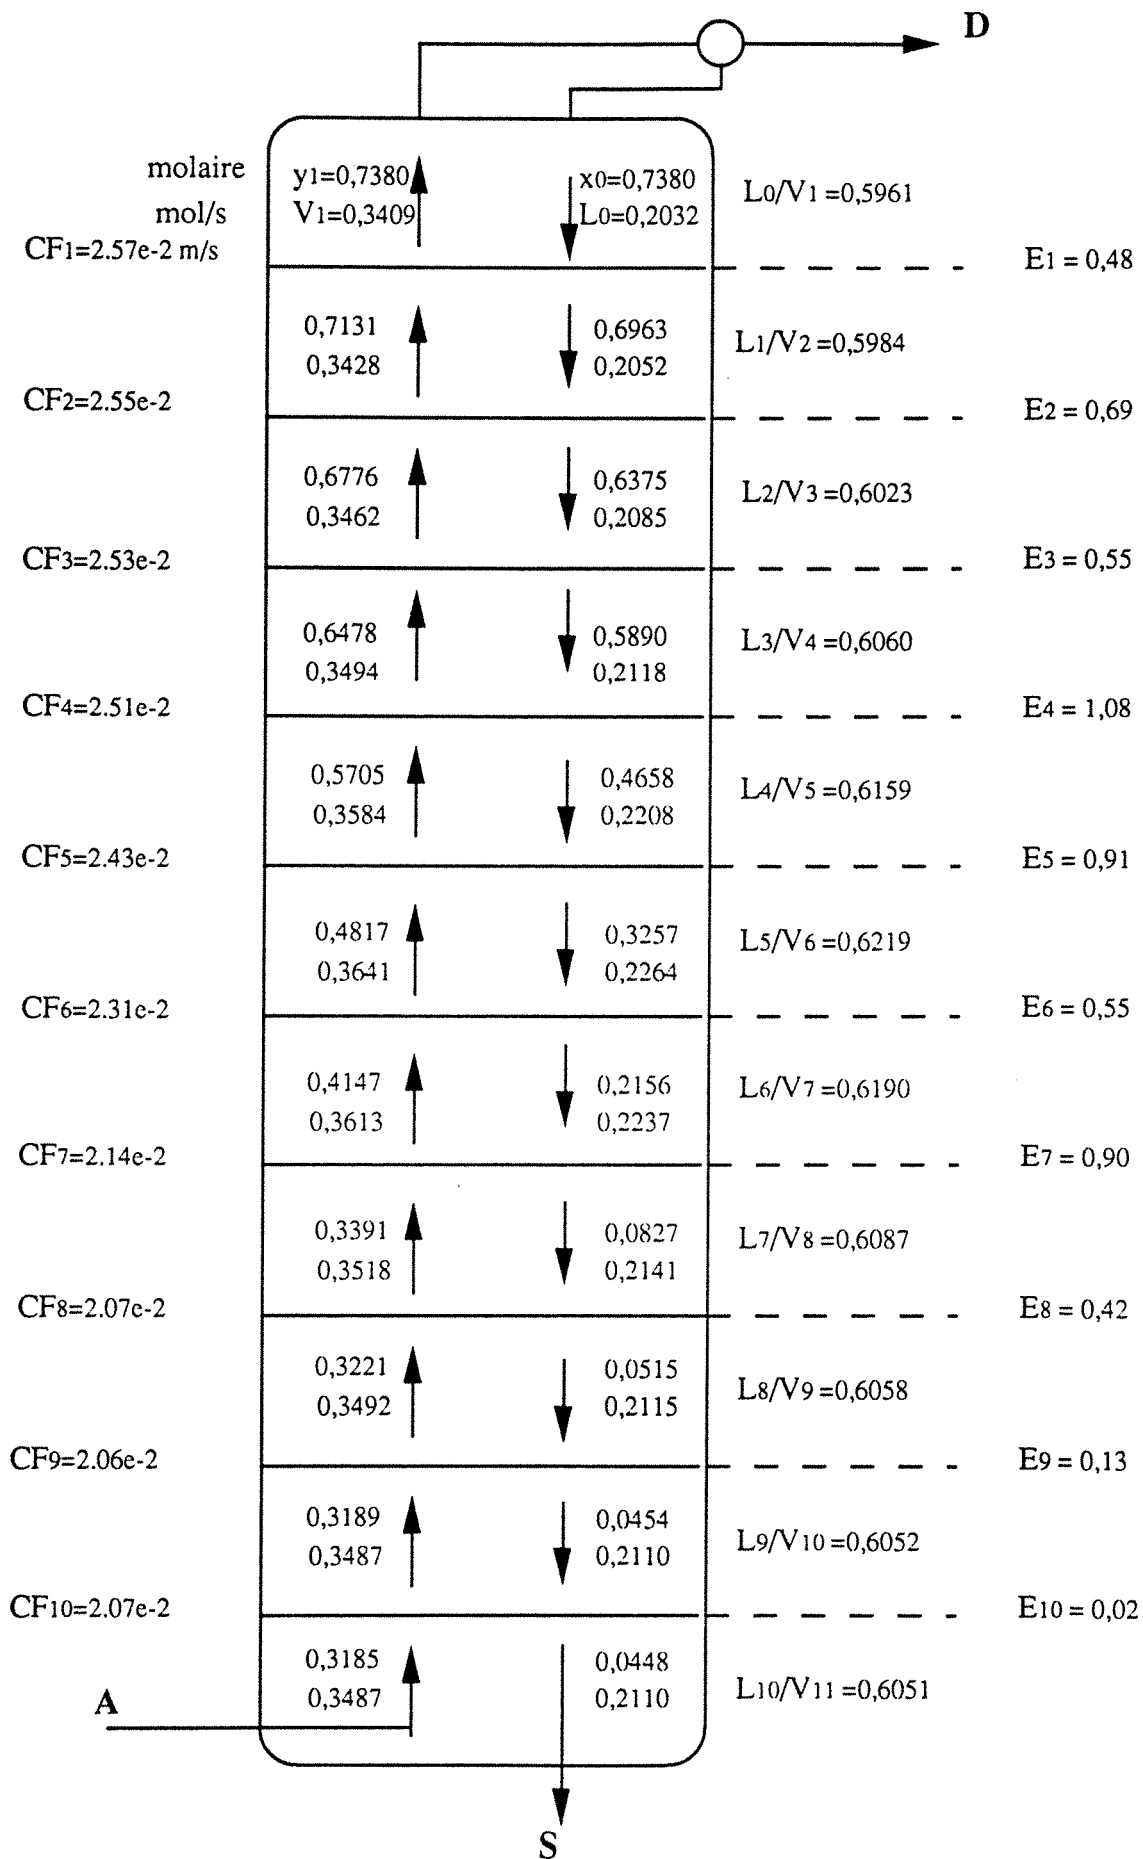 D
molaire y1=0,7380 x0=0,7380 L0/V1 =0,5961
mol/s V1=0,3409 L0=0,2032
CF1=2.57e-2 m/s E1 = 0,48
0,7131 0,6963 L1/V2 =0,5984
0,3428 0,2052
CF2=2.55e-2 E2 = 0,69
0,6776 0,6375 L2/V3 =0,6023
0,3462 0,2085
CF3=2.53e-2 E3 = 0,55
0,6478 0,5890 L3/V4 =0,6060
0,3494 0,2118
CF4=2.51e-2 E4 = 1,08
0,5705 0,4658 L4/V5 =0,6159
0,3584 0,2208
CF5=2.43e-2 E5 = 0,91
0,4817 0,3257 L5/V6 =0,6219
0,3641 0,2264
CF6=2.31e-2 E6 = 0,55
0,4147 0,2156 L6/V7 =0,6190
0,3613 0,2237
CF7=2.14e-2 E7 = 0,90
0,3391 0,0827 L7/V8 =0,6087
0,3518 0,2141
CF8=2.07e-2 E8 = 0,42
0,3221 0,0515 L8/V9 =0,6058
0,3492 0,2115
CF9=2.06e-2 E9 = 0,13
0,3189 0,0454 L9/V10 =0,6052
0,3487 0,2110
CF10=2.07e-2 E10 = 0,02
0,3185 0,0448 L10/V11 =0,6051
A 0,3487 0,2110
S